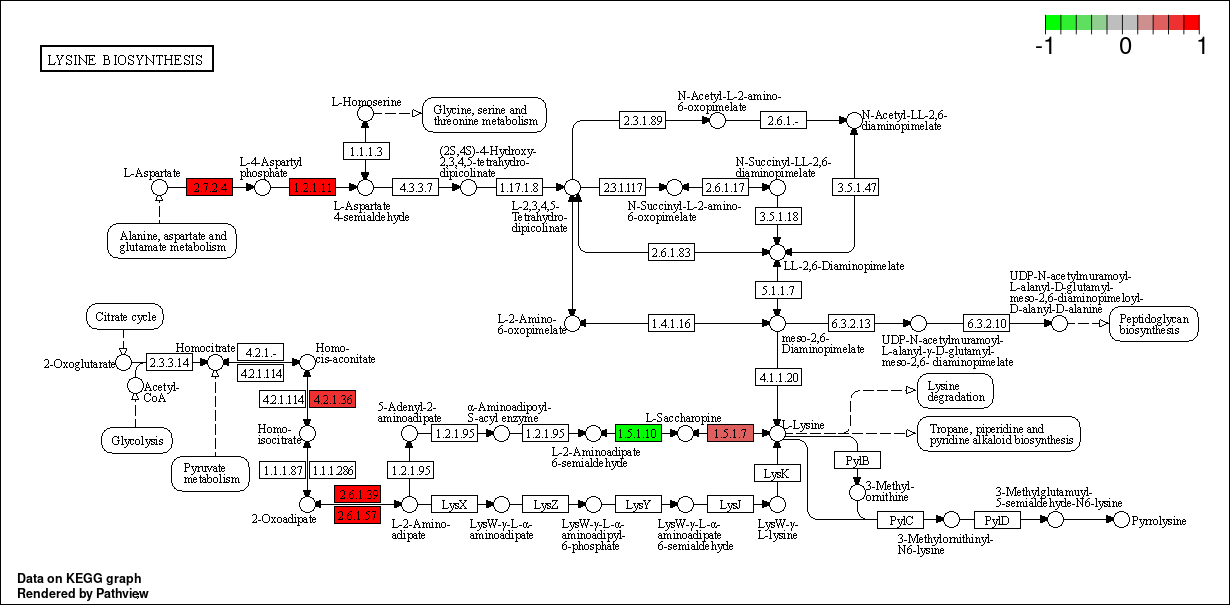 -1 0 1
LYSINE BIOSYNTHESIS
L-Homoserine
Glycine, serine and
threonine metabolism
1.1.1.3
N-Acetyl-L-2-amino-
6-oxopimelate
2.3.1.89
2.6.1.-
N-Acetyl-LL-2,6-
diaminopimelate
L-Aspartate
2.7.2.4
L-4-Aspartyl
phosphate
1.2.1.11
L-Aspartate
4-semialdehyde
4.3.3.7
(2S,4S)-4-Hydroxy-
2,3,4,5-tetrahydro-
dipicolinate
1.17.1.8
L-2,3,4,5-
Tetrahydro-
dipicolinate
2.3.1.117
N-Succinyl-L-2-amino-
6-oxopimelate
2.6.1.17
N-Succinyl-LL-2,6-
diaminopimelate
3.5.1.47
3.5.1.18
Alanine, aspartate and
glutamate metabolism
2.6.1.83
LL-2,6-Diaminopimelate
5.1.1.7
L-2-Amino-
6-oxopimelate
1.4.1.16
meso-2,6-
Diaminopimelate
6.3.2.13
UDP-N-acetylmuramoyl-
L-alanyl-γ-D-glutamyl-
meso-2,6- diaminopimelate
6.3.2.10
UDP-N-acetylmuramoyl-
L-alanyl-D-glutamyl-
meso-2,6-diaminopimeloyl-
D-alanyl-D-alanine
Peptidoglycan
biosynthesis
Citrate cycle
2-Oxoglutarate
2.3.3.14
Homocitrate
4.2.1.-
4.2.1.114
Homo-
cis-aconitate
Acetyl-
CoA
Glycolysis
4.2.1.114
4.2.1.36
Homo-
isocitrate
Pyruvate
metabolism
1.1.1.87
1.1.1.286
2-Oxoadipate
2.6.1.39
2.6.1.57
4.1.1.20
Lysine
degradation
5-Adenyl-2-
aminoadipate
1.2.1.95
α-Aminoadipoyl-
S-acyl enzyme
1.2.1.95
L-2-Aminoadipate
6-semialdehyde
1.5.1.10
L-Saccharopine
1.5.1.7
L-Lysine
Tropane, piperidine and
pyridine alkaloid biosynthesis
1.2.1.95
LysK
PylB
3-Methyl-
ornithine
L-2-Amino-
adipate
LysX
LysW-γ-L-α-
aminoadipate
LysZ
LysW-γ-L-α-
aminoadipyl-
6-phosphate
LysY
LysW-γ-L-α-
aminoadipate
6-semialdehyde
LysJ
LysW-γ-
L-lysine
PylC
3-Methylornithinyl-
N6-lysine
PylD
3-Methylglutamuyl-
5-semialdehyde-N6-lysine
Pyrrolysine
Data on KEGG graph
Rendered by Pathview